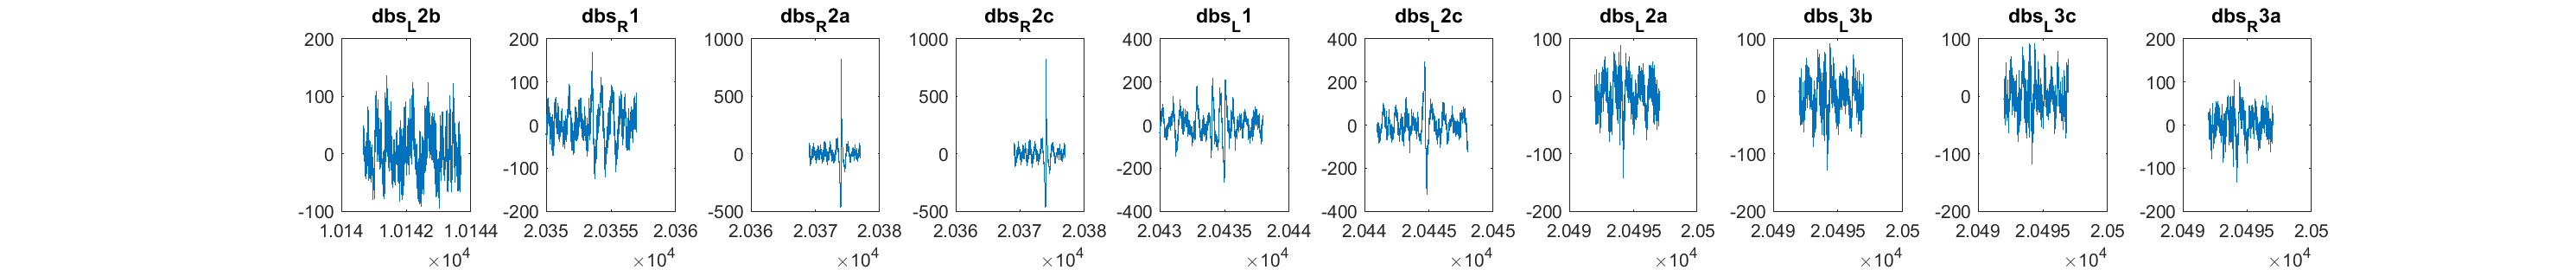 dbsL2b dbsR1 dbsR2a dbsR2c dbsL1 dbsL2c dbsL2a dbsL3b dbsL3c dbsR3a
200 200 1000 1000 400 400 100 100 100 200
100 100 500 500 200 200 0 0 0 100
0 0 0 0 0 0 -100 -100 -100 0
-100 -200 -500 -500 -200 -200 -200 -200 -200 -100
-100 -400 -400 -200
1.014 1.0142 1.0144 2.035 2.0355 2.036 2.036 2.037 2.038 2.036 2.037 2.038 2.043 2.0435 2.044 2.044 2.0445 2.045 2.049 2.0495 2.05 2.049 2.0495 2.05 2.049 2.0495 2.05 2.049 2.0495 2.05
×10^4 ×10^4 ×10^4 ×10^4 ×10^4 ×10^4 ×10^4 ×10^4 ×10^4 ×10^4